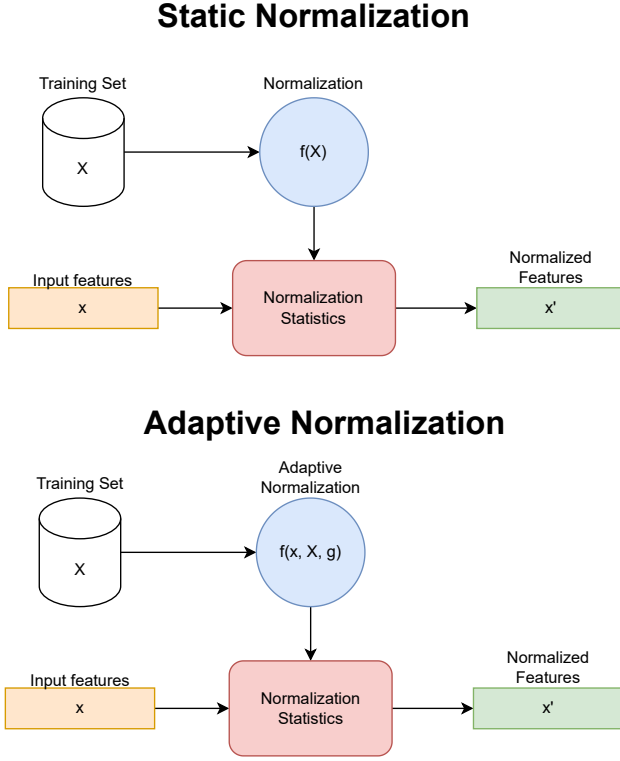 Static Normalization
Training Set
Normalization
X
f(X)
Input features
x
Normalization
Statistics
Normalized
Features
x'
Adaptive Normalization
Training Set
Adaptive
Normalization
X
f(x, X, g)
Input features
x
Normalization
Statistics
Normalized
Features
x'